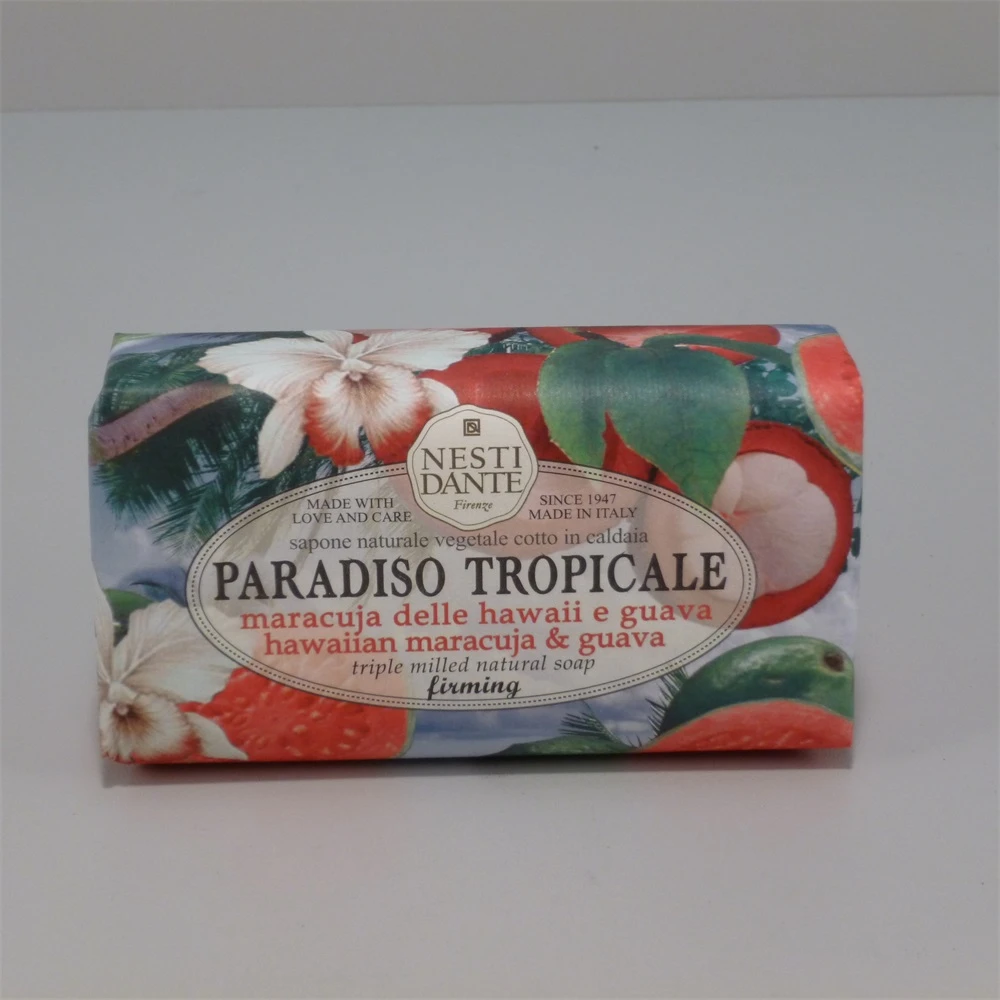 NESTI
DANTE
Firenze
MADE WITH
LOVE AND CARE
SINCE 1947
MADE IN ITALY
sapone naturale vegetale cotto in caldaia
PARADISO TROPICALE
maracuja delle hawaii e guava
hawaiian maracuja & guava
triple milled natural soap
firming